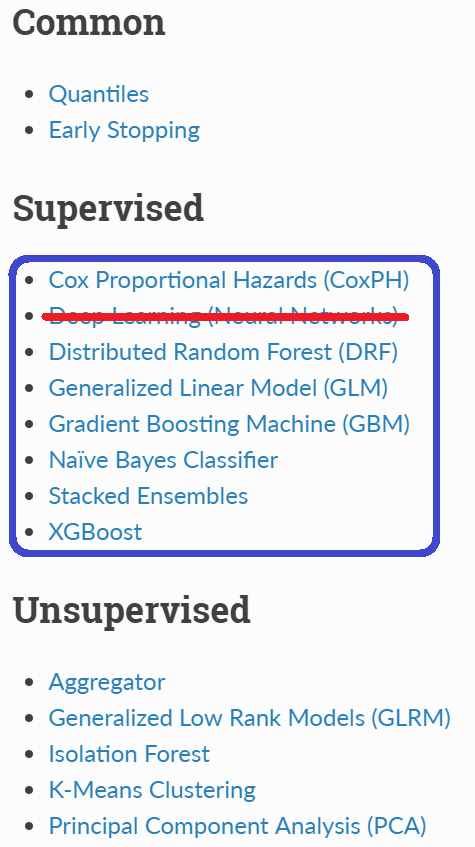 Common
Quantiles
Early Stopping
Supervised
Cox Proportional Hazards (CoxPH)
Deep Learning (Neural Networks)
Distributed Random Forest (DRF)
Generalized Linear Model (GLM)
Gradient Boosting Machine (GBM)
Naïve Bayes Classifier
Stacked Ensembles
XGBoost
Unsupervised
Aggregator
Generalized Low Rank Models (GLRM)
Isolation Forest
K-Means Clustering
Principal Component Analysis (PCA)